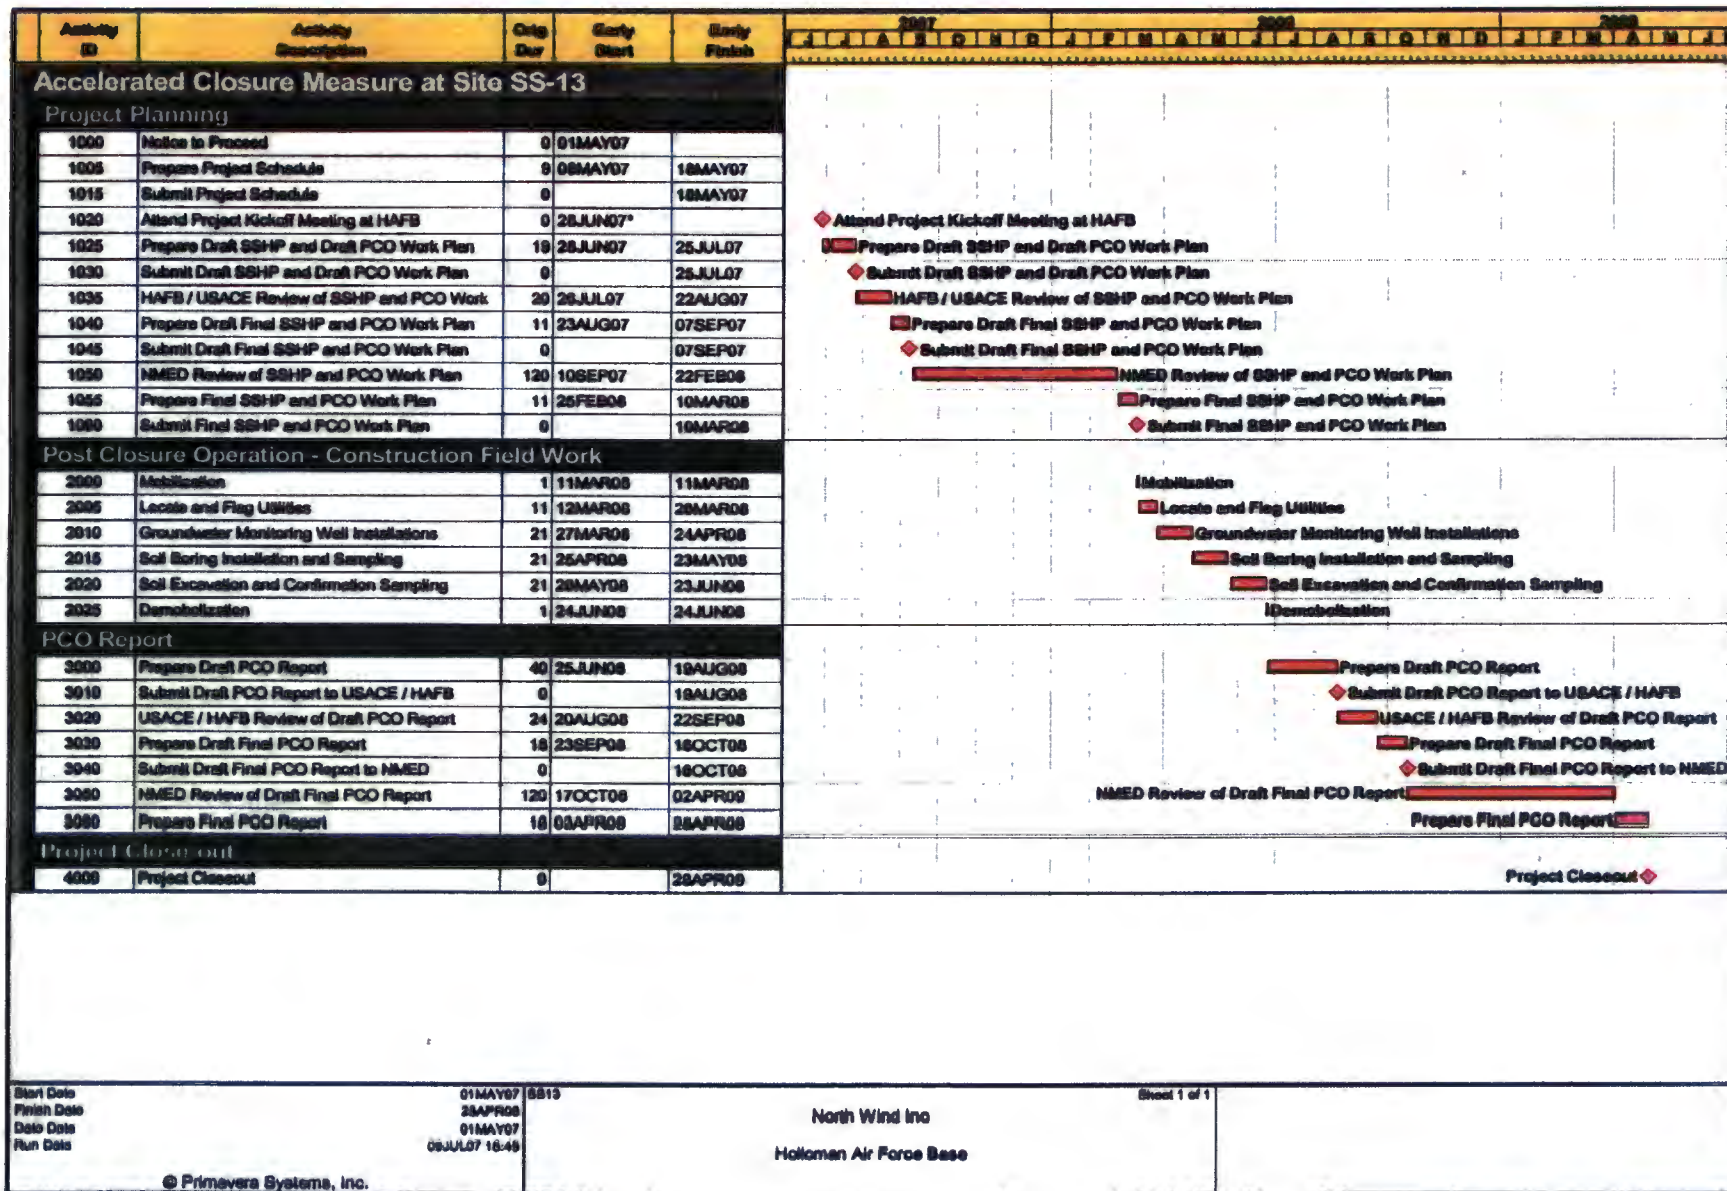 Activity ID Activity Description Orig Dur Early Start Early Finish 2007 2008 2009
J J A S O N D J F M A M J J A S O N D J F M A M J
Accelerated Closure Measure at Site SS-13
Project Planning
1000 Notice to Proceed 0 01MAY07
1005 Prepare Project Schedule 9 08MAY07 18MAY07
1015 Submit Project Schedule 0 18MAY07
1020 Attend Project Kickoff Meeting at HAFB 0 28JUN07* Attend Project Kickoff Meeting at HAFB
1025 Prepare Draft SSHP and Draft PCO Work Plan 19 28JUN07 25JUL07 Prepare Draft SSHP and Draft PCO Work Plan
1030 Submit Draft SSHP and Draft PCO Work Plan 0 25JUL07 Submit Draft SSHP and Draft PCO Work Plan
1035 HAFB / USACE Review of SSHP and PCO Work 20 26JUL07 22AUG07 HAFB / USACE Review of SSHP and PCO Work Plan
1040 Prepare Draft Final SSHP and PCO Work Plan 11 23AUG07 07SEP07 Prepare Draft Final SSHP and PCO Work Plan
1045 Submit Draft Final SSHP and PCO Work Plan 0 07SEP07 Submit Draft Final SSHP and PCO Work Plan
1050 NMED Review of SSHP and PCO Work Plan 120 10SEP07 22FEB08 NMED Review of SSHP and PCO Work Plan
1055 Prepare Final SSHP and PCO Work Plan 11 25FEB08 10MAR08 Prepare Final SSHP and PCO Work Plan
1060 Submit Final SSHP and PCO Work Plan 0 10MAR08 Submit Final SSHP and PCO Work Plan
Post Closure Operation - Construction Field Work
2000 Mobilization 1 11MAR08 11MAR08 Mobilization
2005 Locate and Flag Utilities 11 12MAR08 26MAR08 Locate and Flag Utilities
2010 Groundwater Monitoring Well Installations 21 27MAR08 24APR08 Groundwater Monitoring Well Installations
2015 Soil Boring Installation and Sampling 21 25APR08 23MAY08 Soil Boring Installation and Sampling
2020 Soil Excavation and Confirmation Sampling 21 23JUN08 Soil Excavation and Confirmation Sampling
2025 Demobolization 1 24JUN08 24JUN08 Demobolization
PCO Report
3000 Prepare Draft PCO Report 40 25JUN08 19AUG08 Prepare Draft PCO Report
3010 Submit Draft PCO Report to USACE / HAFB 0 19AUG08 Submit Draft PCO Report to USACE / HAFB
3020 USACE / HAFB Review of Draft PCO Report 24 20AUG08 22SEP08 USACE / HAFB Review of Draft PCO Report
3030 Prepare Draft Final PCO Report 18 23SEP08 16OCT08 Prepare Draft Final PCO Report
3040 Submit Draft Final PCO Report to NMED 0 16OCT08 Submit Draft Final PCO Report to NMED
NMED Review of Draft Final PCO Report 120 17OCT08 02APR09 NMED Review of Draft Final PCO Report
Prepare Final PCO Report 18 Prepare Final PCO Report
Project Close out
4000 Project Closeout 0 28APR09 Project Closeout
Start Date 01MAY07 SS13 Sheet 1 of 1
Finish Date 28APR09
Data Date 01MAY07
Run Date 16:48
North Wind Inc
Holloman Air Force Base
© Primavera Systems, Inc.